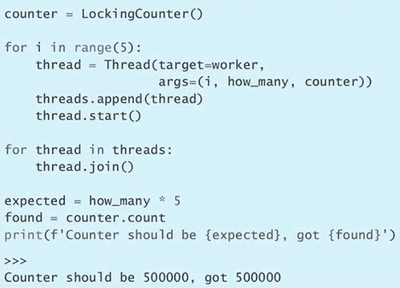 counter = LockingCounter()
for i in range(5):
    thread = Thread(target=worker,
                    args=(i, how_many, counter))
    threads.append(thread)
    thread.start()
for thread in threads:
    thread.join()
expected = how_many * 5
found = counter.count
print(f'Counter should be {expected}, got {found}')
>>>
Counter should be 500000, got 500000